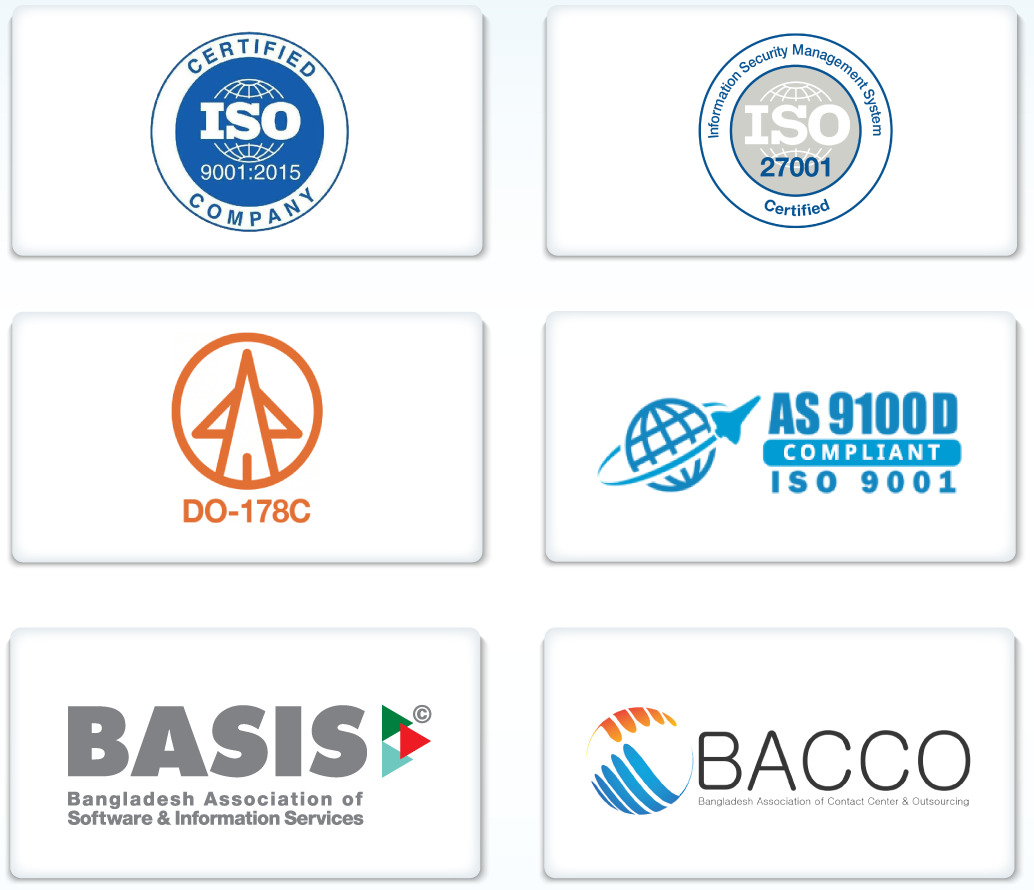 CERTIFIED
ISO
9001:2015
COMPANY
Information Security Management System
ISO
27001
Certified
DO-178C
AS 9100D
COMPLIANT
ISO 9001
BASIS ©
Bangladesh Association of
Software & Information Services
BACCO
Bangladesh Association of Contact Center & Outsourcing